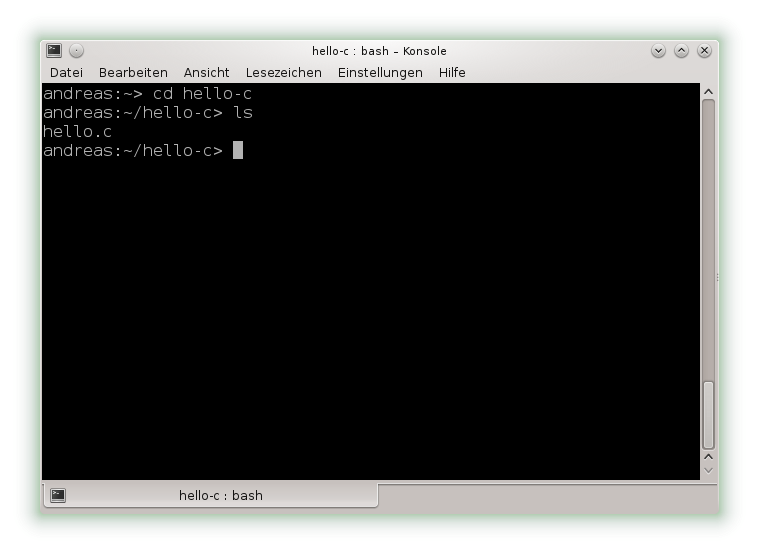 hello-c : bash – Konsole
Datei Bearbeiten Ansicht Lesezeichen Einstellungen Hilfe
andreas:~> cd hello-c
andreas:~/hello-c> ls
hello.c
andreas:~/hello-c>
hello-c : bash